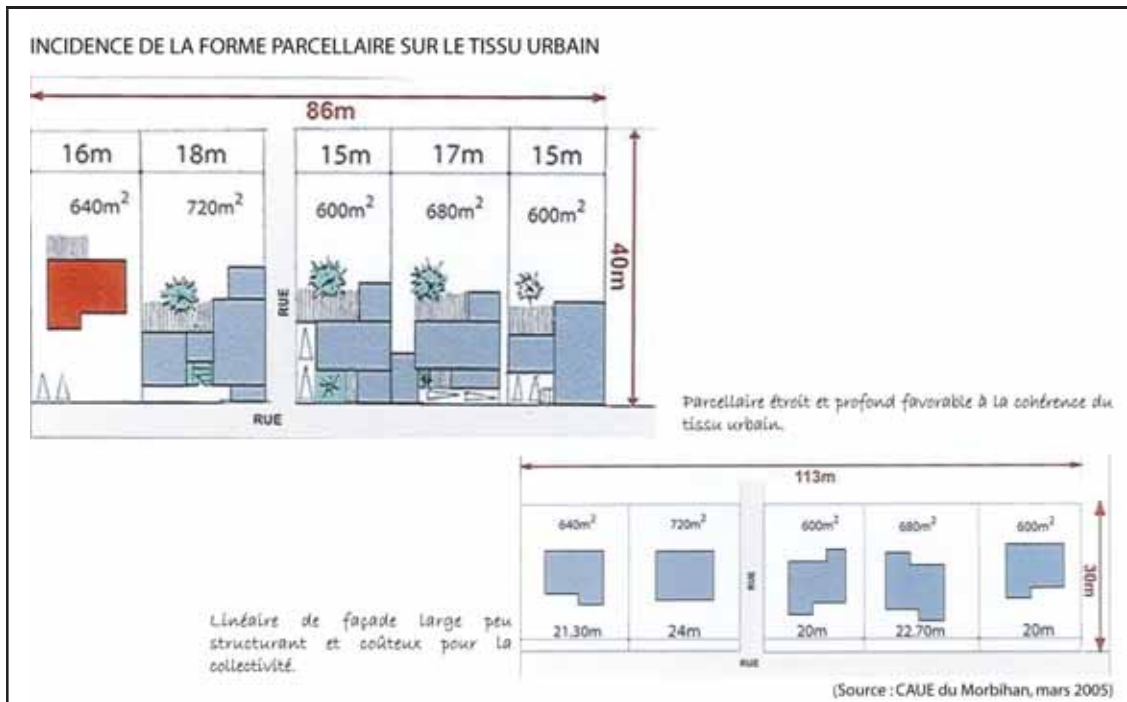 INCIDENCE DE LA FORME PARCELLAIRE SUR LE TISSU URBAIN
86m
16m 18m 15m 17m 15m
640m² 720m² 600m² 680m² 600m²
40m
RUE
RUE
Parcellaire étroit et profond favorable à la cohérence du
tissu urbain.
113m
640m² 720m² 600m² 680m² 600m²
30m
RUE
21.30m 24m 20m 22.70m 20m
RUE
Linéaire de façade large peu
structurant et coûteux pour la
collectivité.
(Source : CAUE du Morbihan, mars 2005)